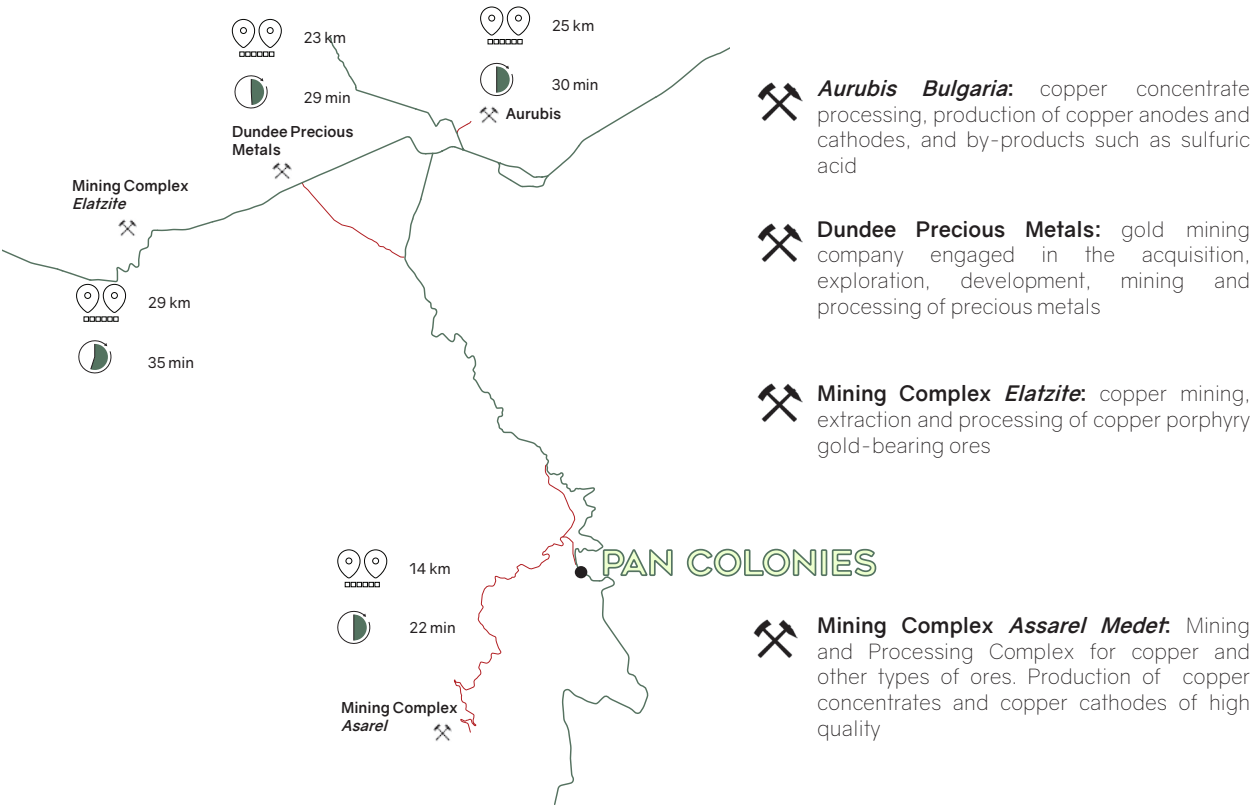 23 km
29 min
Dundee Precious
Metals
25 km
30 min
Aurubis
Mining Complex
Elatzite
29 km
35 min
14 km
22 min
Mining Complex
Asarel
PAN COLONIES
Aurubis Bulgaria: copper concentrate
processing, production of copper anodes and
cathodes, and by-products such as sulfuric
acid
Dundee Precious Metals: gold mining
company engaged in the acquisition,
exploration, development, mining and
processing of precious metals
Mining Complex Elatzite: copper mining,
extraction and processing of copper porphyry
gold-bearing ores
Mining Complex Assarel Medet: Mining
and Processing Complex for copper and
other types of ores. Production of copper
concentrates and copper cathodes of high
quality